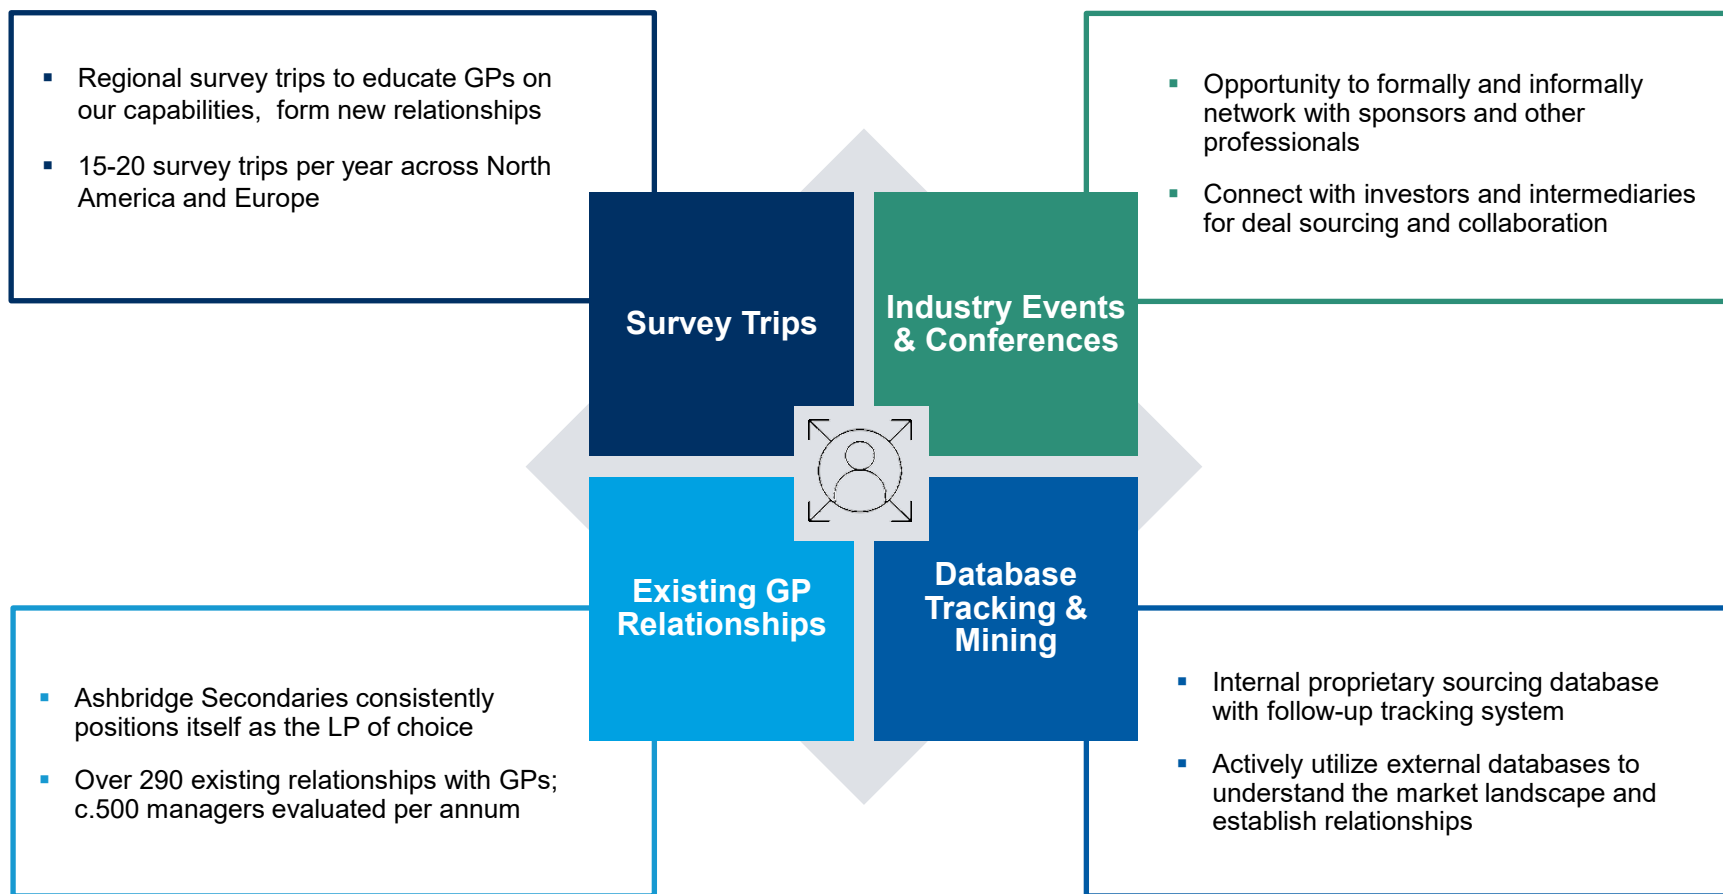 ▪ Regional survey trips to educate GPs on
our capabilities,  form new relationships
▪ 15-20 survey trips per year across North
America and Europe
▪ Opportunity to formally and informally
network with sponsors and other
professionals
▪ Connect with investors and intermediaries
for deal sourcing and collaboration
Survey Trips
Industry Events
& Conferences
Existing GP
Relationships
Database
Tracking &
Mining
▪ Ashbridge Secondaries consistently
positions itself as the LP of choice
▪ Over 290 existing relationships with GPs;
c.500 managers evaluated per annum
▪ Internal proprietary sourcing database
with follow-up tracking system
▪ Actively utilize external databases to
understand the market landscape and
establish relationships